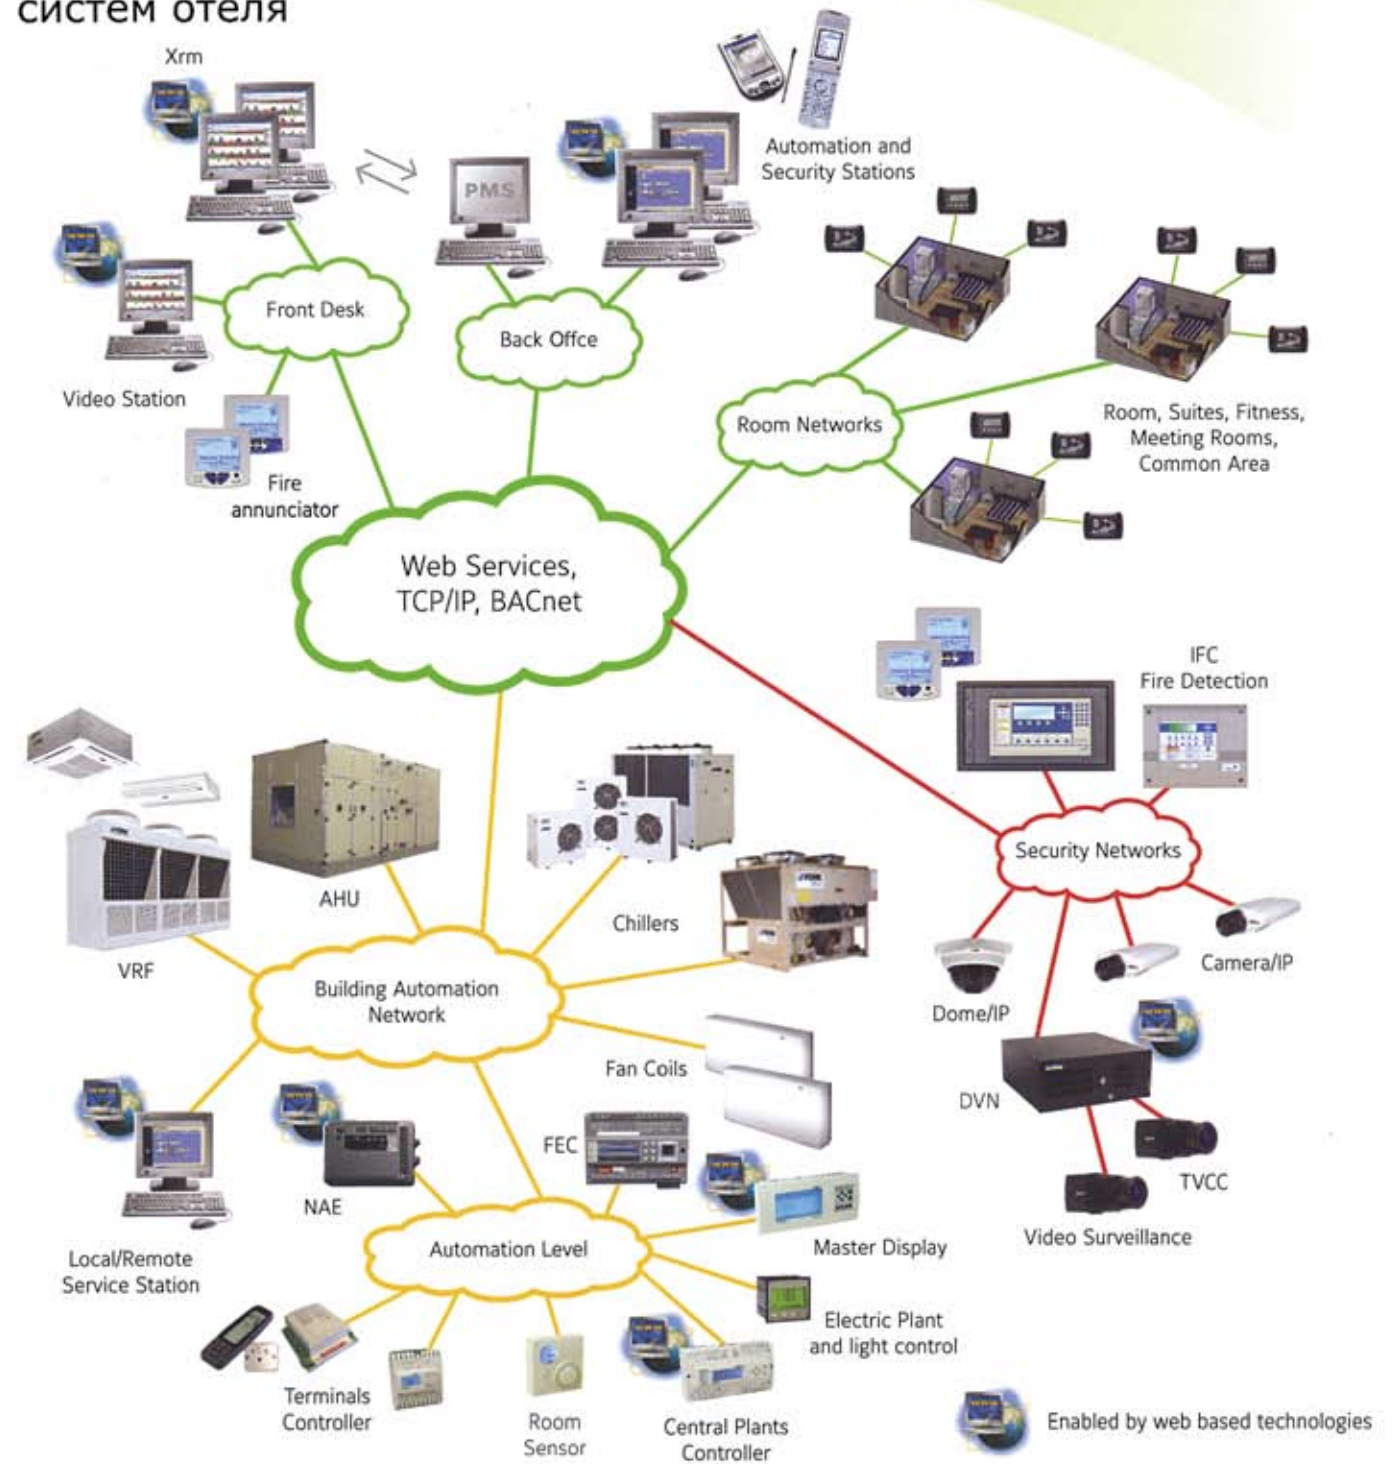 систем отеля
Xrm
PMS
Automation and
Security Stations
Front Desk
Back Offce
Video Station
Room Networks
Room, Suites, Fitness,
Meeting Rooms,
Common Area
Fire
annunciator
Web Services,
TCP/IP, BACnet
IFC
Fire Detection
Security Networks
AHU
Chillers
VRF
Camera/IP
Building Automation
Network
Dome/IP
Fan Coils
DVN
FEC
NAE
TVCC
Video Surveillance
Local/Remote
Service Station
Automation Level
Master Display
Electric Plant
and light control
Terminals
Controller
Room
Sensor
Central Plants
Controller
Enabled by web based technologies